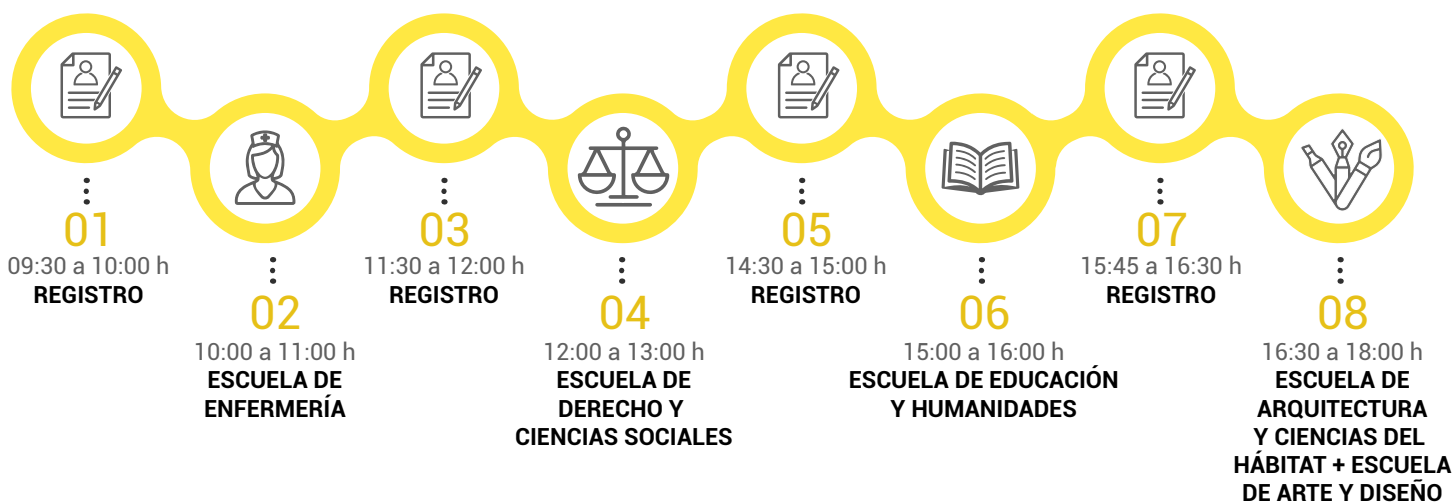 01
09:30 a 10:00 h
REGISTRO
02
10:00 a 11:00 h
ESCUELA DE
ENFERMERÍA
03
11:30 a 12:00 h
REGISTRO
04
12:00 a 13:00 h
ESCUELA DE
DERECHO Y
CIENCIAS SOCIALES
05
14:30 a 15:00 h
REGISTRO
06
15:00 a 16:00 h
ESCUELA DE EDUCACIÓN
Y HUMANIDADES
07
15:45 a 16:30 h
REGISTRO
08
16:30 a 18:00 h
ESCUELA DE
ARQUITECTURA
Y CIENCIAS DEL
HÁBITAT + ESCUELA
DE ARTE Y DISEÑO